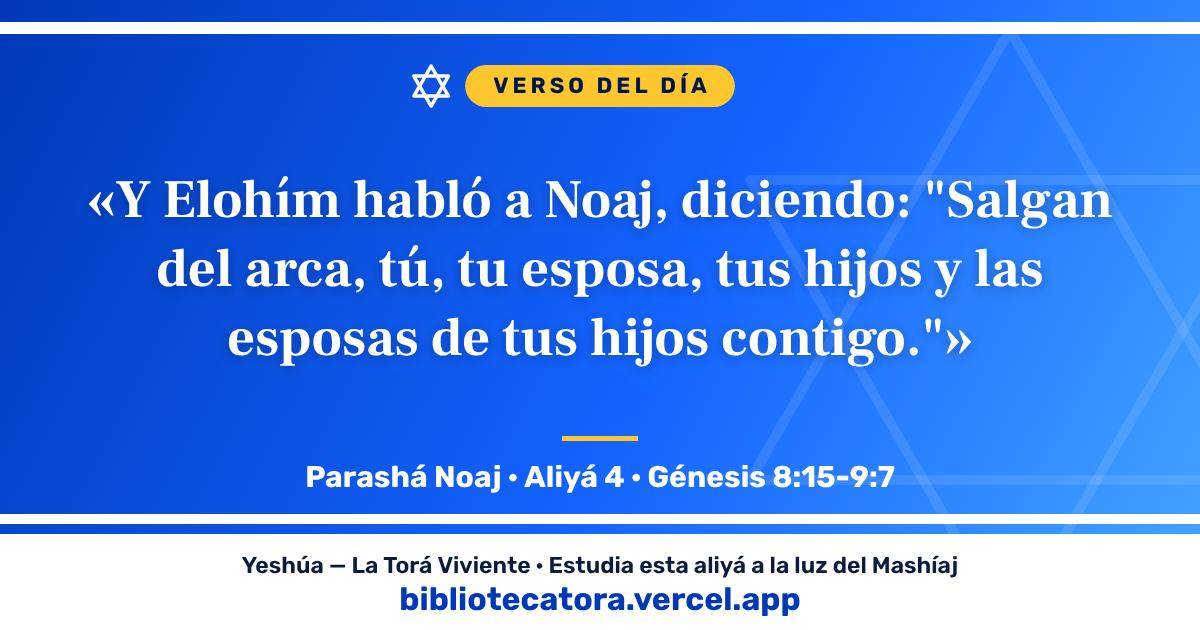 VERSO DEL DÍA
«Y Elohím habló a Noaj, diciendo: "Salgan
del arca, tú, tu esposa, tus hijos y las
esposas de tus hijos contigo."»
Parashá Noaj • Aliyá 4 • Génesis 8:15-9:7
Yeshúa — La Torá Viviente • Estudia esta aliyá a la luz del Mashíaj
bibliotecatora.vercel.app